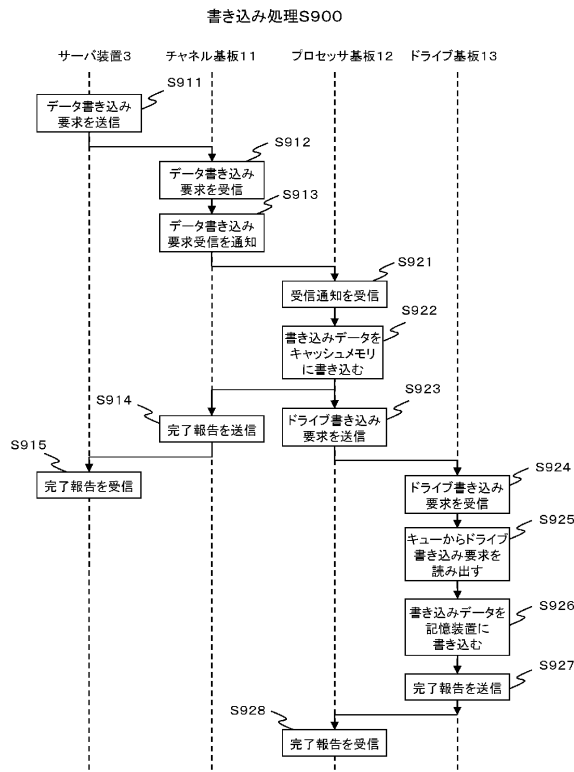 書き込み処理S900
サーバ装置3
チャネル基板11
プロセッサ基板12
ドライブ基板13
S911
データ書き込み
要求を送信
S912
データ書き込み
要求を受信
S913
データ書き込み
要求受信を通知
S921
受信通知を受信
S922
書き込みデータを
キャッシュメモリ
に書き込む
S914
完了報告を送信
S923
ドライブ書き込み
要求を送信
S915
完了報告を受信
S924
ドライブ書き込み
要求を受信
S925
キューからドライブ
書き込み要求を
読み出す
S926
書き込みデータを
記憶装置に
書き込む
S927
完了報告を送信
S928
完了報告を受信